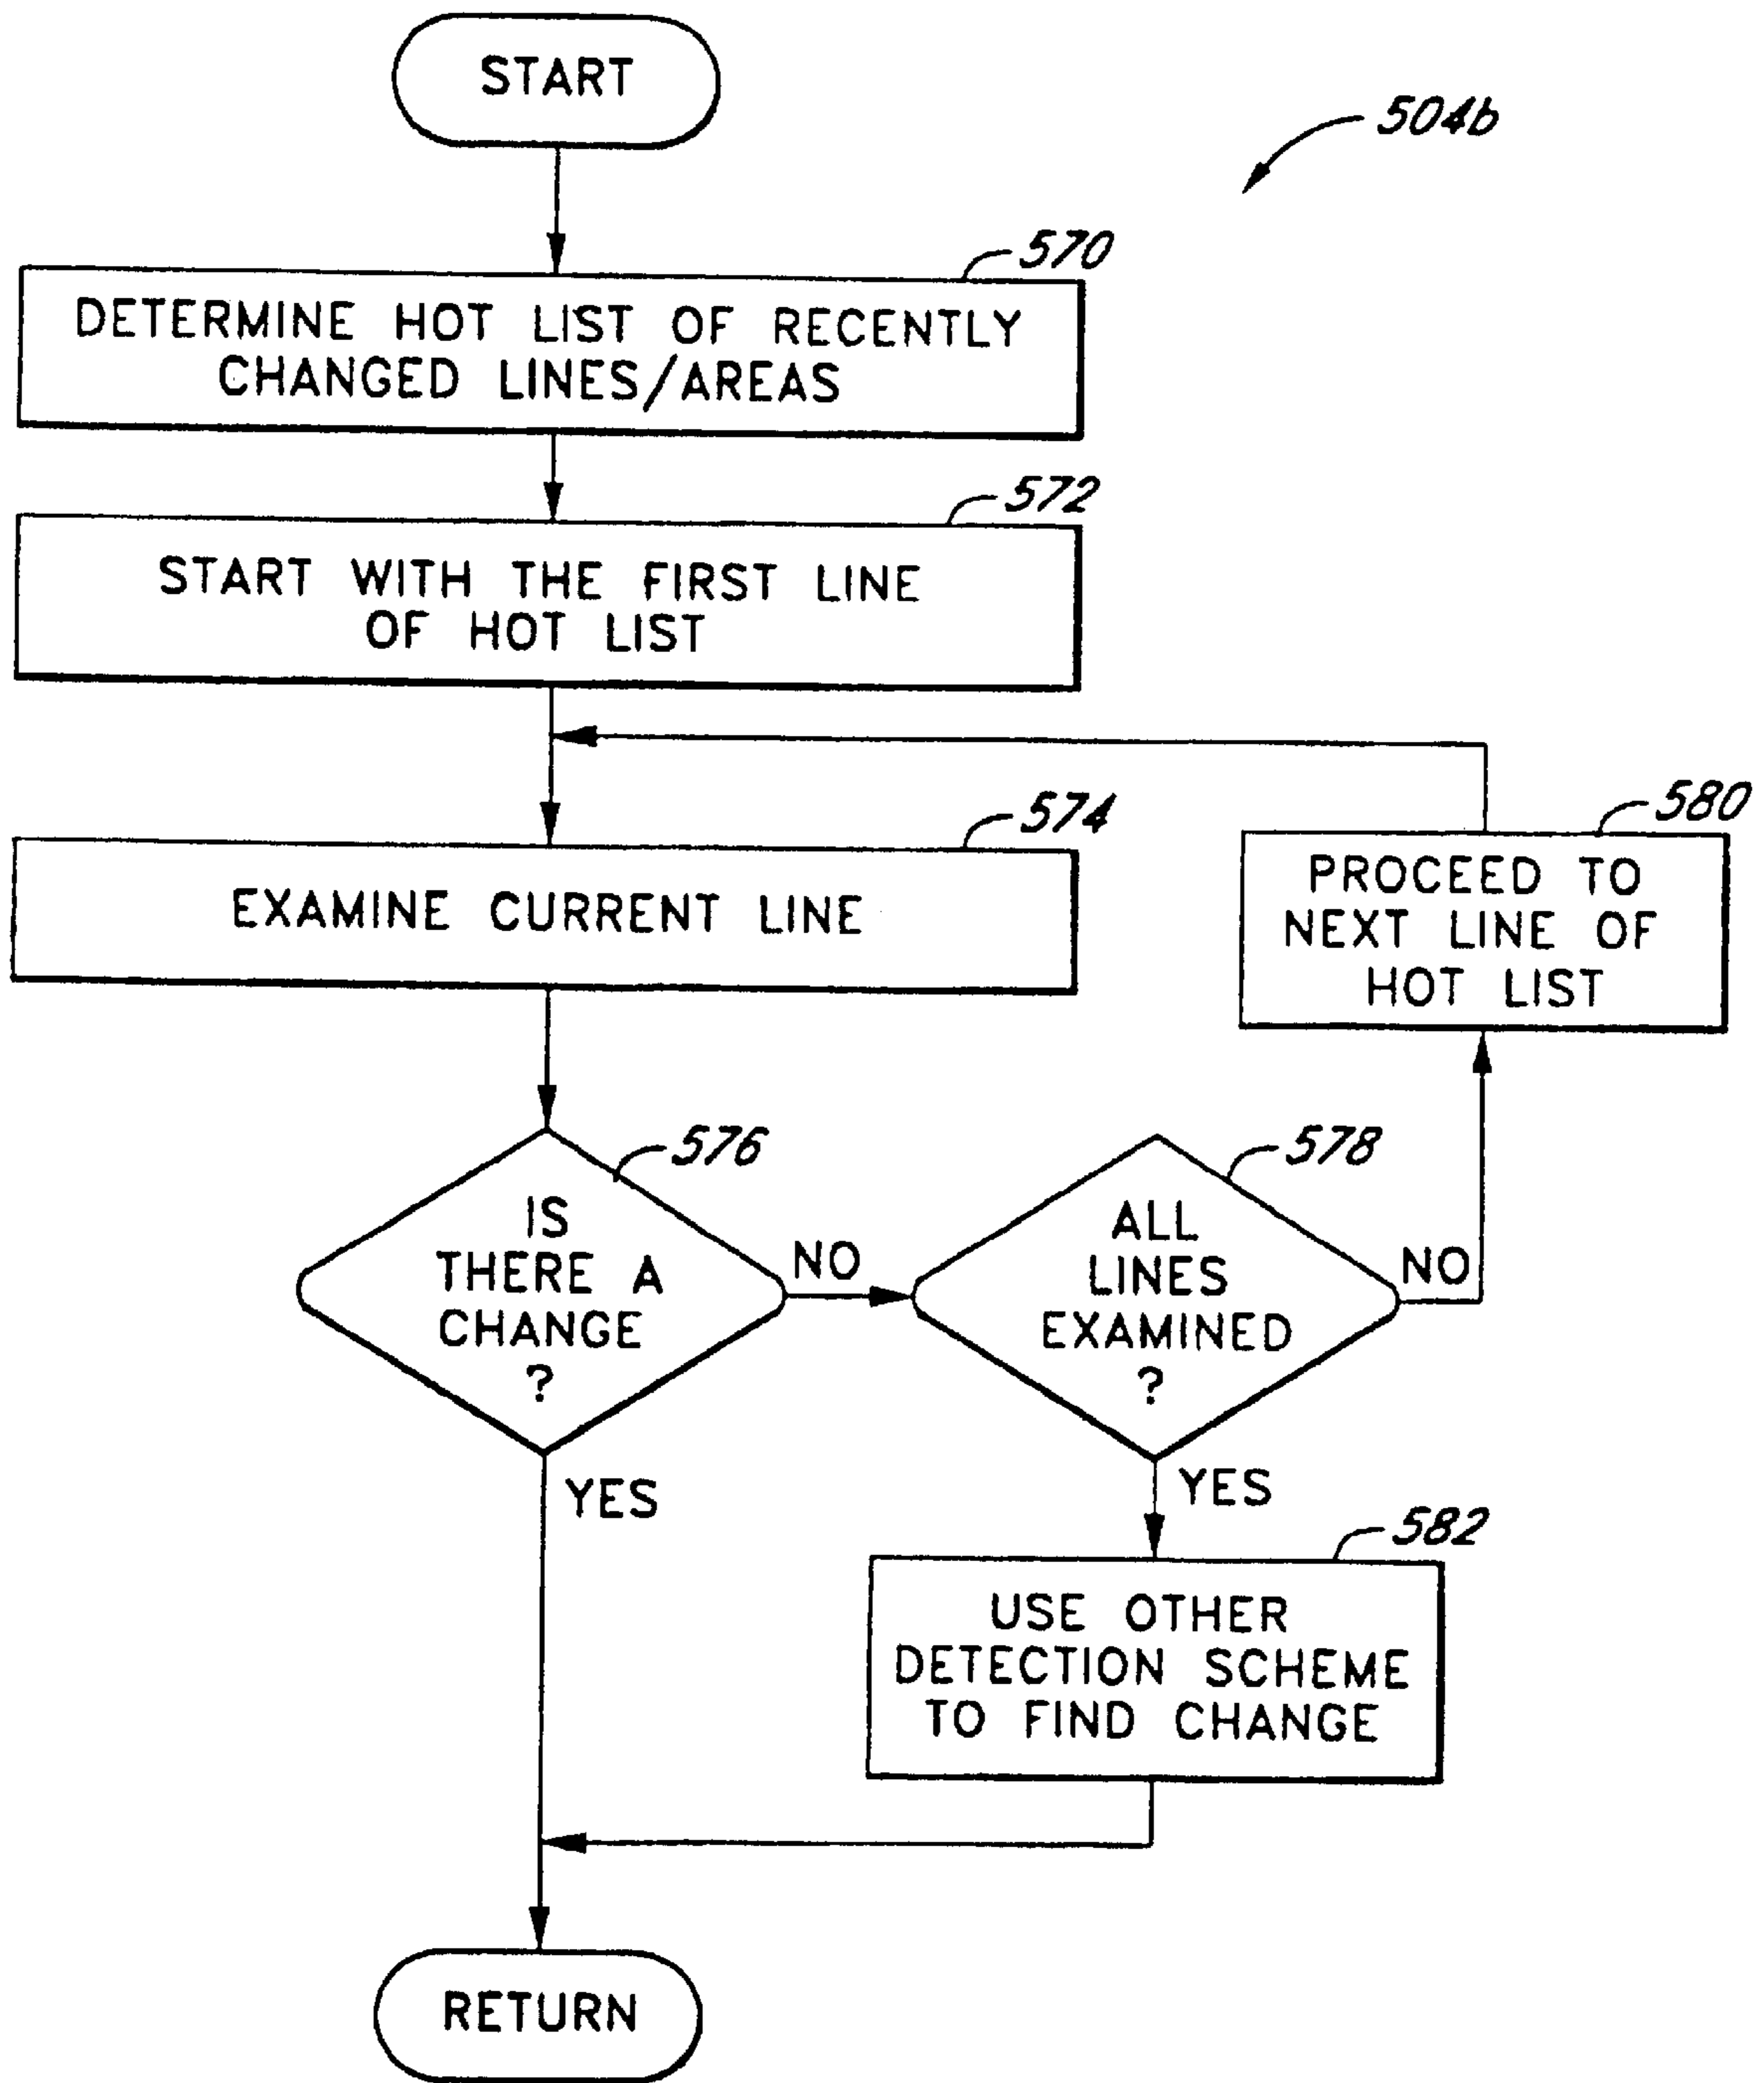 START
504b
570
DETERMINE HOT LIST OF RECENTLY
CHANGED LINES/AREAS
572
START WITH THE FIRST LINE
OF HOT LIST
574
EXAMINE CURRENT LINE
580
PROCEED TO
NEXT LINE OF
HOT LIST
576
IS
THERE A
CHANGE
?
NO
578
ALL
LINES
EXAMINED
?
NO
YES
YES
582
USE OTHER
DETECTION SCHEME
TO FIND CHANGE
RETURN